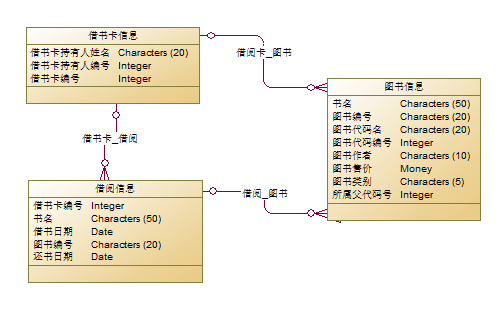 借书卡信息
借书卡持有人姓名 Characters (20)
借书卡持有人编号 Integer
借书卡编号 Integer
借阅卡_图书
图书信息
书名 Characters (50)
图书编号 Characters (20)
图书代码名 Characters (20)
图书代码编号 Integer
图书作者 Characters (10)
图书售价 Money
图书类别 Characters (5)
所属父代码号 Integer
借书卡_借阅
借阅信息
借书卡编号 Integer
书名 Characters (50)
借书日期 Date
图书编号 Characters (20)
还书日期 Date
借阅_图书